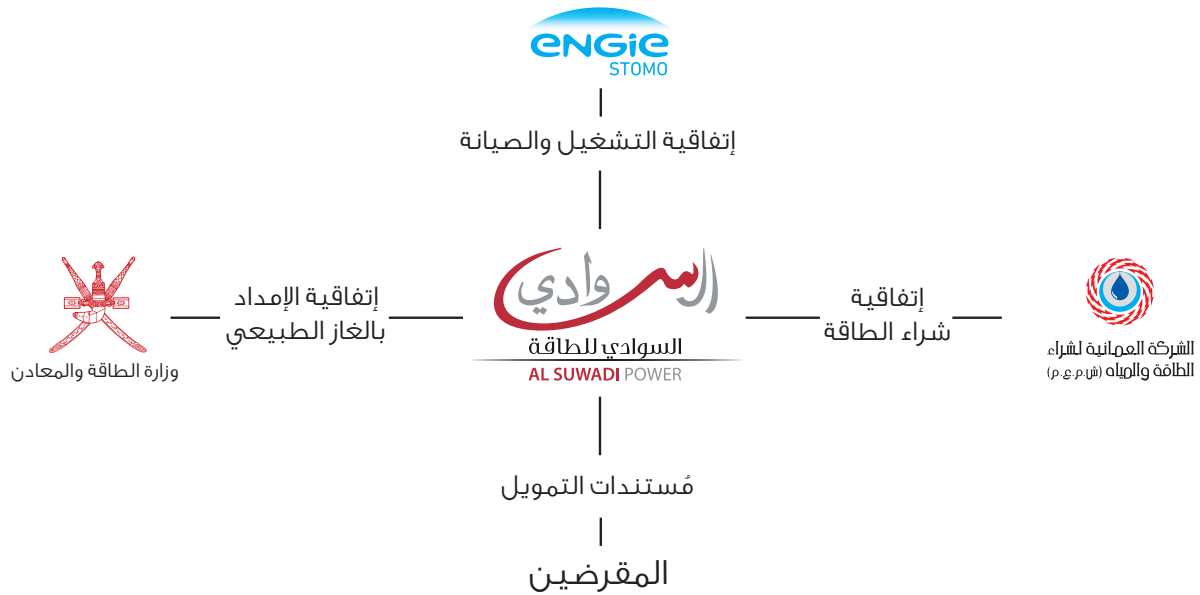 ENGIE
STOMO
إتفاقية التشغيل والصيانة
السوادي
السوادي للطاقة
AL SUWADI POWER
إتفاقية
شراء الطاقة
الشركة العمانية لشراء
الطاقة والمياه (ش.م.ع.م)
إتفاقية الإمداد
بالغاز الطبيعي
وزارة الطاقة والمعادن
مُستندات التمويل
المقرضين